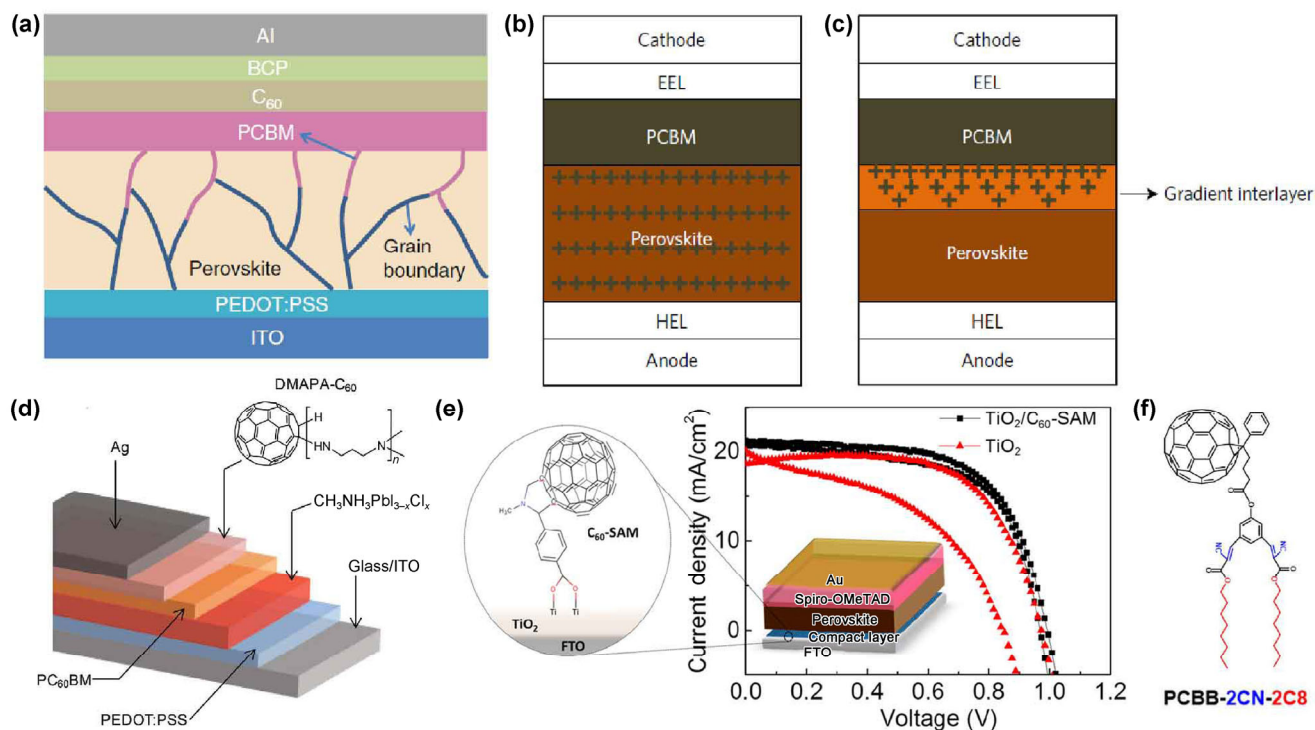 (a)
Al
BCP
C60
PCBM
Perovskite
Grain
boundary
PEDOT:PSS
ITO
(b)
Cathode
EEL
PCBM
Perovskite
HEL
Anode
(c)
Cathode
EEL
PCBM
Perovskite
HEL
Anode
Gradient interlayer
(d)
DMAPA-C60
H
HN
N
n
Ag
CH3NH3PbI3-xClx
Glass/ITO
PC60BM
PEDOT:PSS
(e)
N
H3C
C60-SAM
O
O
Ti
Ti
TiO2
FTO
Current density (mA/cm2)
20
10
0
TiO2/C60-SAM
TiO2
Au
Spiro-OMeTAD
Perovskite
Compact layer
FTO
0.0 0.2 0.4 0.6 0.8 1.0 1.2
Voltage (V)
(f)
O
O
NC
CN
O
O
O
O
PCBB-2CN-2C8